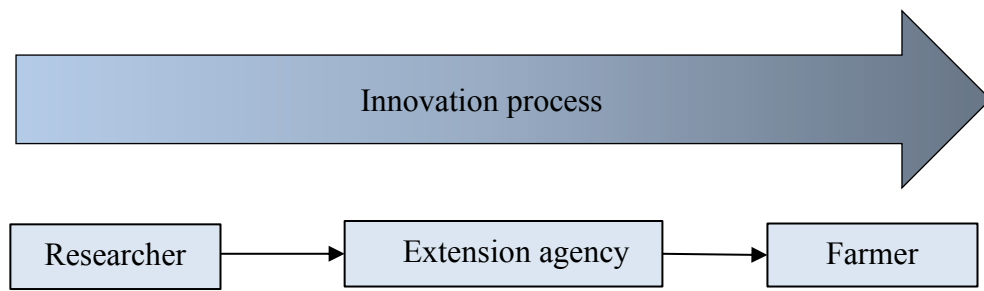 Innovation process
Researcher
Extension agency
Farmer